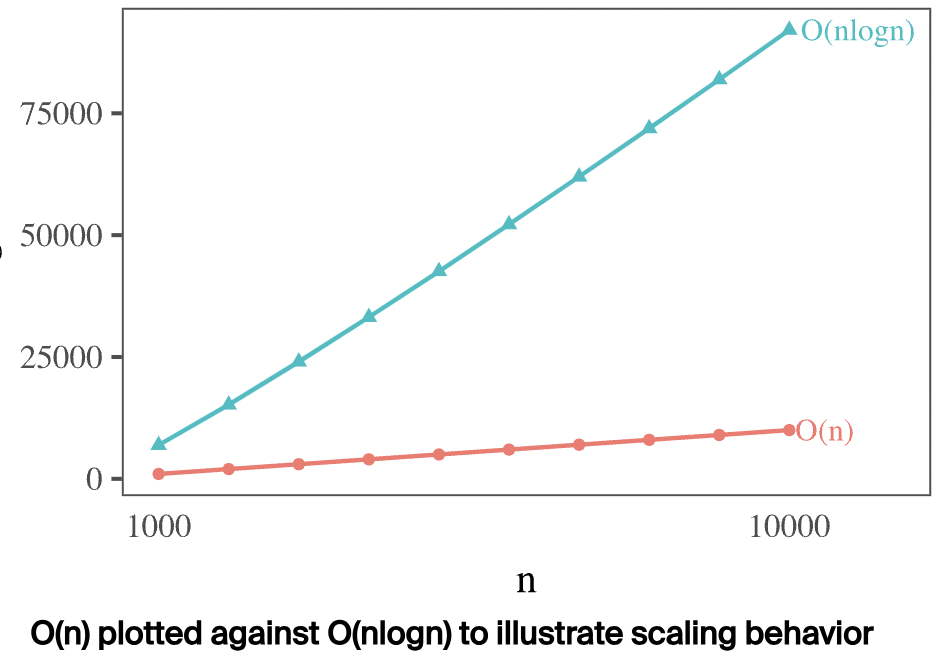 O(nlogn)
75000
50000
25000
O(n)
0
1000 10000
n
O(n) plotted against O(nlogn) to illustrate scaling behavior